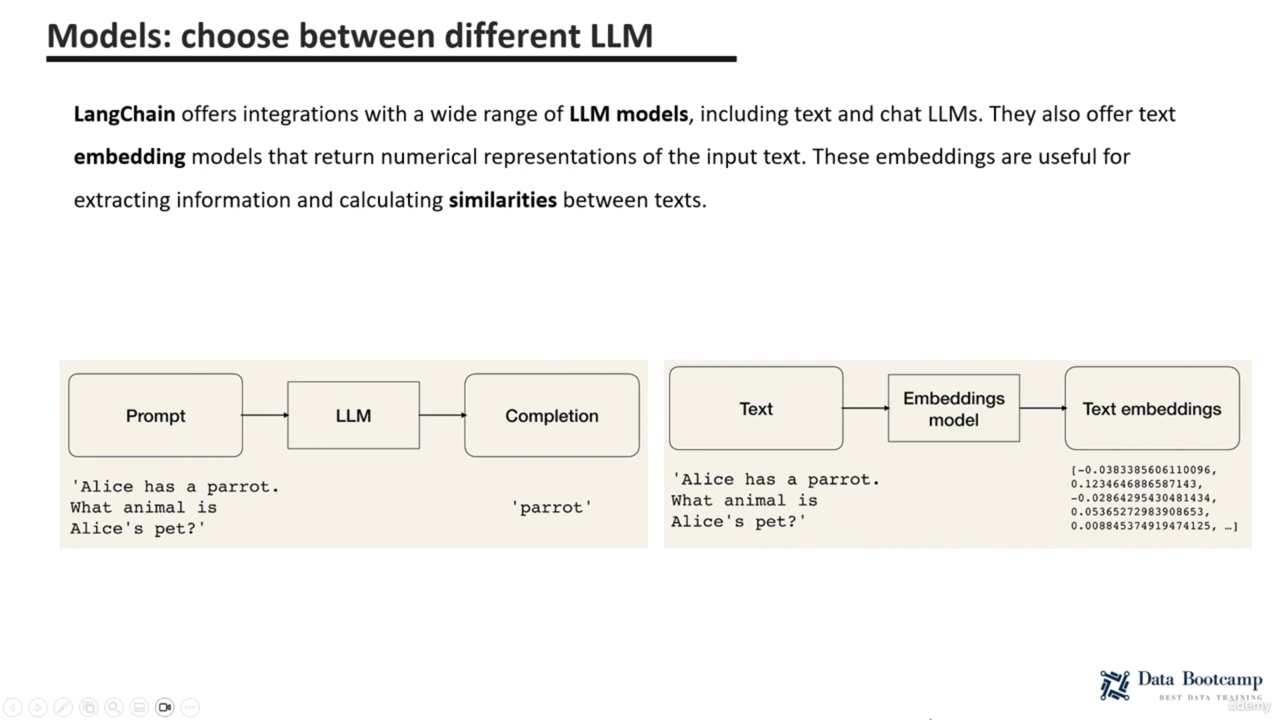 Models: choose between different LLM
LangChain offers integrations with a wide range of LLM models, including text and chat LLMs. They also offer text
embedding models that return numerical representations of the input text. These embeddings are useful for
extracting information and calculating similarities between texts.
Prompt
LLM
Completion
'Alice has a parrot.
What animal is
Alice's pet?'
'parrot'
Text
Embeddings
model
Text embeddings
'Alice has a parrot.
What animal is
Alice's pet?'
[-0.0383385606110096,
0.1234646886587143,
-0.02864295430481434,
0.05365272983908653,
0.008845374919474125, …]
Data Bootcamp
BEST DATA TRAINING
udemy